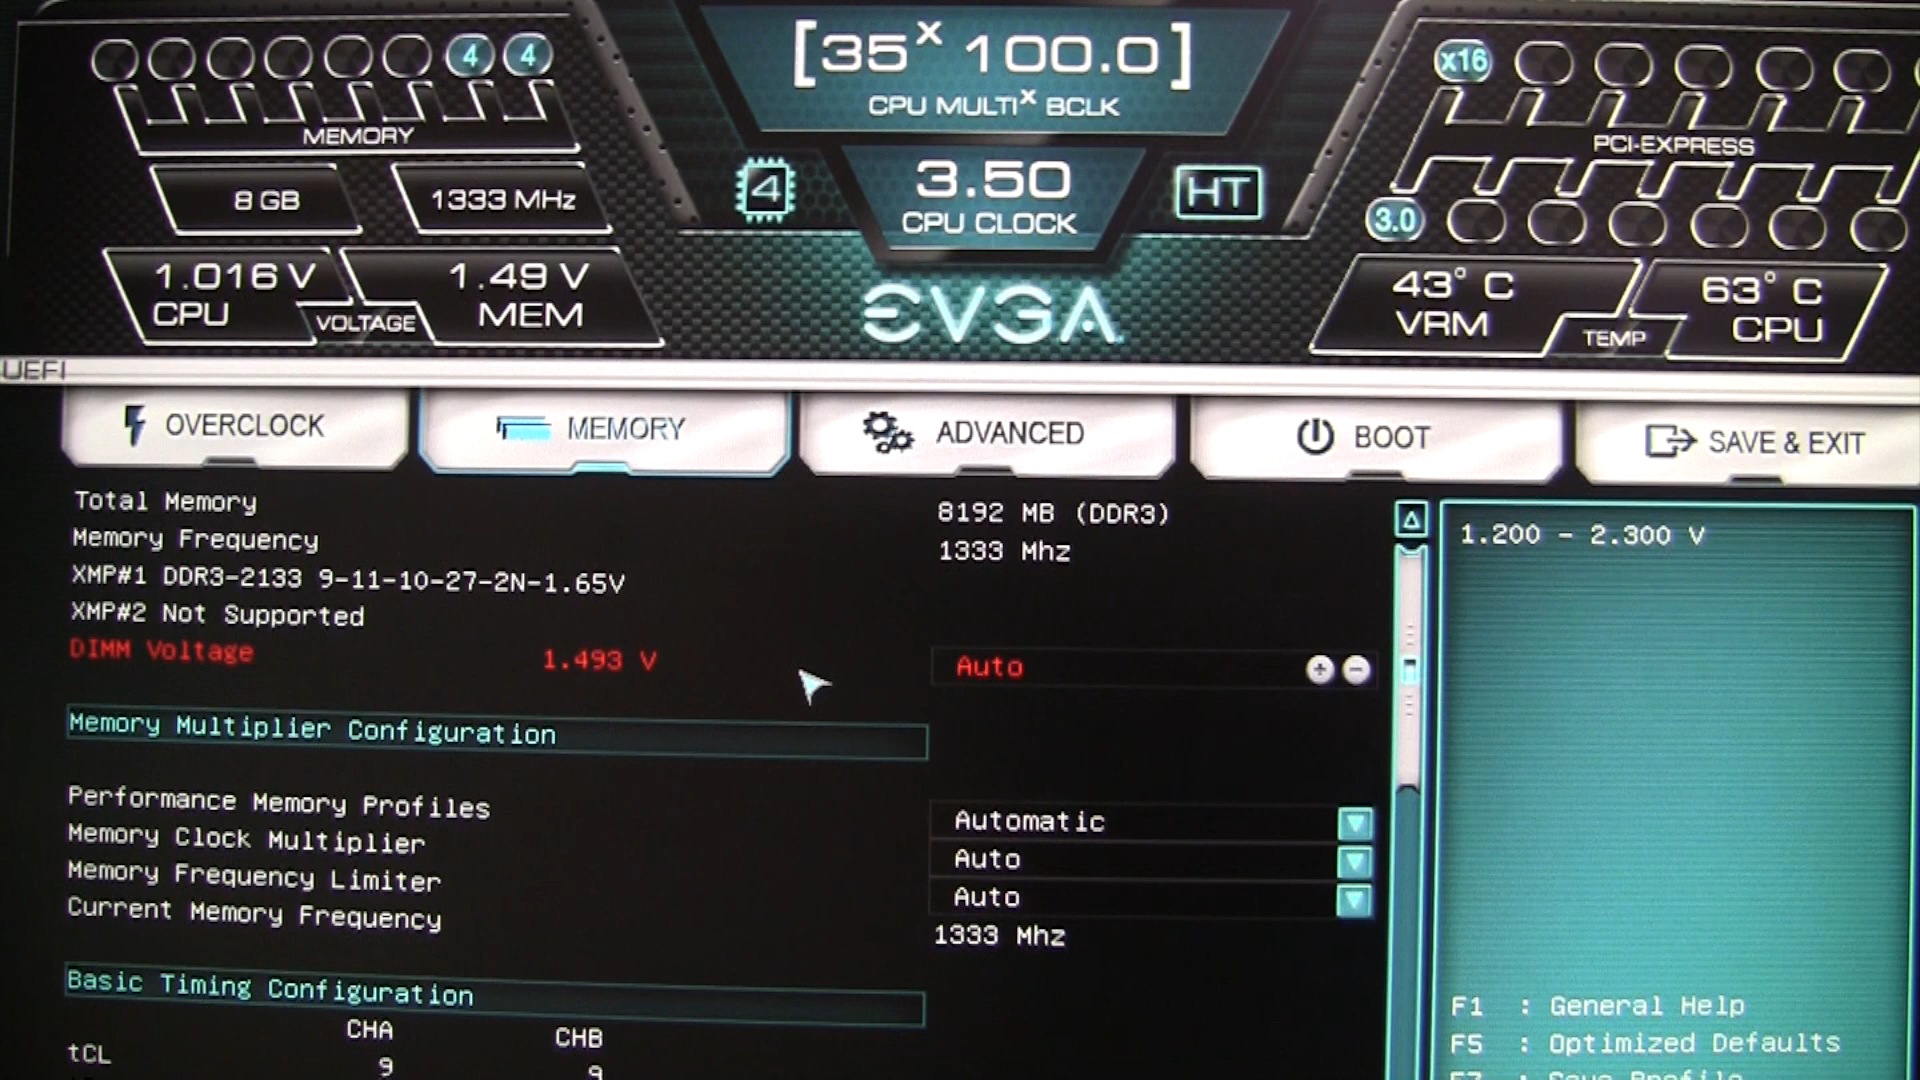 4 4
MEMORY
8 GB 1333 MHz
1.016 V 1.49 V
CPU VOLTAGE MEM
[35 x 100.0]
CPU MULTI x BCLK
4 3.50 HT
CPU CLOCK
EVGA
x16
PCI-EXPRESS
3.0
43° C 63° C
VRM TEMP CPU
UEFI
OVERCLOCK MEMORY ADVANCED BOOT SAVE & EXIT
Total Memory 8192 MB (DDR3)
Memory Frequency 1333 Mhz
XMP#1 DDR3-2133 9-11-10-27-2N-1.65V
XMP#2 Not Supported
DIMM Voltage 1.493 V Auto + -
1.200 - 2.300 V
Memory Multiplier Configuration
Performance Memory Profiles Automatic
Memory Clock Multiplier Auto
Memory Frequency Limiter Auto
Current Memory Frequency 1333 Mhz
Basic Timing Configuration
CHA CHB
tCL 9 9
F1 : General Help
F5 : Optimized Defaults
F7 : Save Profile